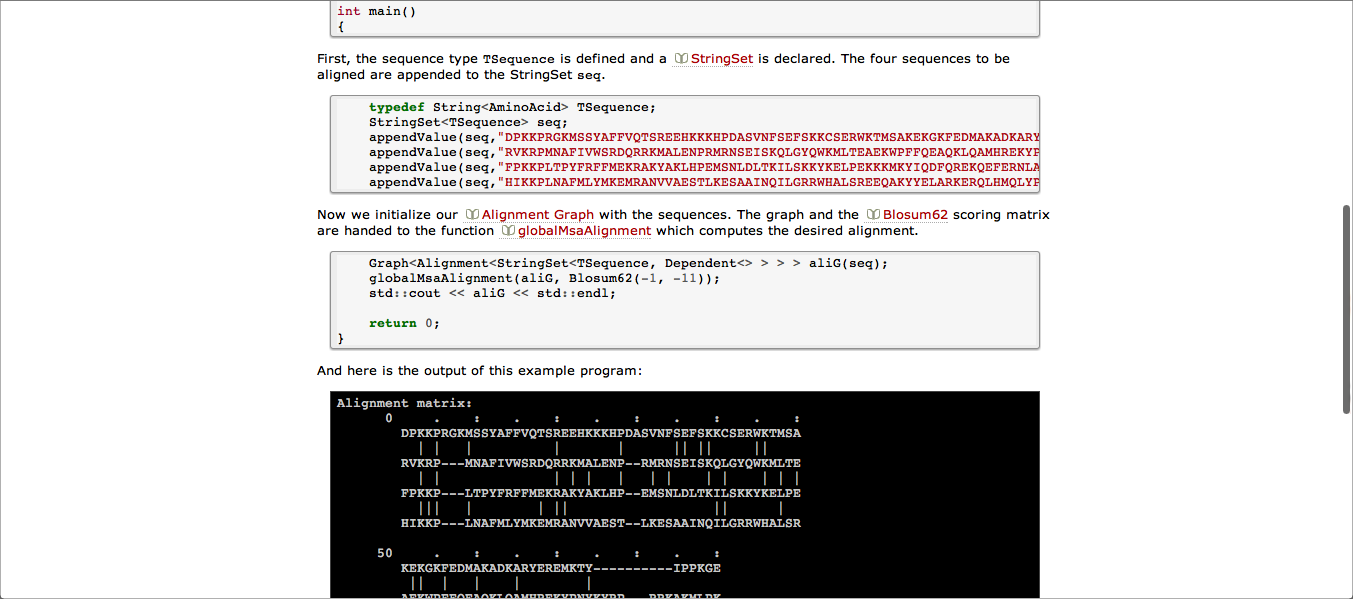 int main()
{
First, the sequence type TSequence is defined and a StringSet is declared. The four sequences to be
aligned are appended to the StringSet seq.
typedef String<AminoAcid> TSequence;
StringSet<TSequence> seq;
appendValue(seq,"DPKKPRGKMSSYAFFVQTSREEHKKKHPDASVNFSEFSKKCSERWKTMSAKEKGKFEDMAKADKARY
appendValue(seq,"RVKRPMNAFIVWSRDQRRKMALENPRMRNSEISKQLGYQWKMLTEAEKWPFFQEAQKLQAMHREKYP
appendValue(seq,"FPKKPLTPYFRFFMEKRAKYAKLHPEMSNLDLTKILSKKYKELPEKKKMKYIQDFQREKQEFERNLA
appendValue(seq,"HIKKPLNAFMLYMKEMRANVVAESTLKESAAINQILGRRWHALSREEQAKYYELARKERQLHMQLYP
Now we initialize our Alignment Graph with the sequences. The graph and the Blosum62 scoring matrix
are handed to the function globalMsaAlignment which computes the desired alignment.
Graph<Alignment<StringSet<TSequence, Dependent<> > > > aliG(seq);
globalMsaAlignment(aliG, Blosum62(-1, -11));
std::cout << aliG << std::endl;
return 0;
}
And here is the output of this example program:
Alignment matrix:
0     .    :    .    :    .    :    .    :    .    :
DPKKPRGKMSSYAFFVQTSREEHKKKHPDASVNFSEFSKKCSERWKTMSA
  | |   |          |       |      || ||     ||
RVKRP---MNAFIVWSRDQRRKMALENP--RMRNSEISKQLGYQWKMLTE
  | |              | | |   |   | |    | |    | | |
FPKKP---LTPYFRFFMEKRAKYAKLHP--EMSNLDLTKILSKKYKELPE
  |||   |        | ||                  ||      |
HIKKP---LNAFMLYMKEMRANVVAEST--LKESAAINQILGRRWHALSR
50     .    :    .    :    .    :    .    :
KEKGKFEDMAKADKARYEREMKTY----------IPPKGE
 ||  |   |    |        |